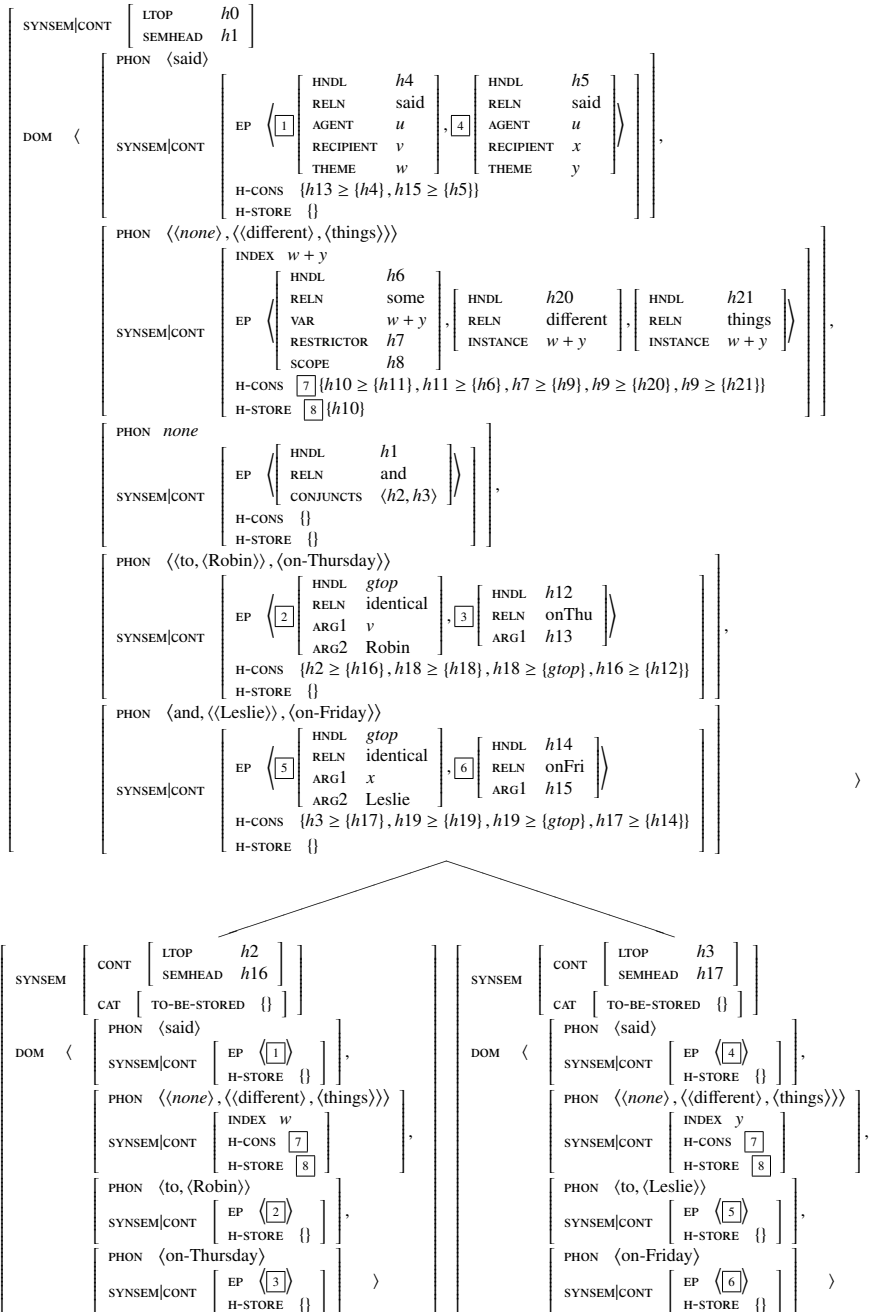 SYNSEM|CONT [ LTOP h0
SEMHEAD h1 ]
DOM ⟨ [ PHON ⟨said⟩
SYNSEM|CONT [ EP ⟨ [1] [ HNDL h4
RELN said
AGENT u
RECIPIENT v
THEME w ] , [4] [ HNDL h5
RELN said
AGENT u
RECIPIENT x
THEME y ] ⟩
H-CONS {h13 ≥ {h4} , h15 ≥ {h5}}
H-STORE {} ] ] ,
[ PHON ⟨⟨none⟩ , ⟨⟨different⟩ , ⟨things⟩⟩⟩
SYNSEM|CONT [ INDEX w + y
EP ⟨ [ HNDL h6
RELN some
VAR w + y
RESTRICTOR h7
SCOPE h8 ] , [ HNDL h20
RELN different
INSTANCE w + y ] , [ HNDL h21
RELN things
INSTANCE w + y ] ⟩
H-CONS [7] {h10 ≥ {h11} , h11 ≥ {h6} , h7 ≥ {h9} , h9 ≥ {h20} , h9 ≥ {h21}}
H-STORE [8] {h10} ] ] ,
[ PHON none
SYNSEM|CONT [ EP ⟨ [ HNDL h1
RELN and
CONJUNCTS ⟨h2, h3⟩ ] ⟩
H-CONS {}
H-STORE {} ] ] ,
[ PHON ⟨⟨to, ⟨Robin⟩⟩ , ⟨on-Thursday⟩⟩
SYNSEM|CONT [ EP ⟨ [2] [ HNDL gtop
RELN identical
ARG1 v
ARG2 Robin ] , [3] [ HNDL h12
RELN onThu
ARG1 h13 ] ⟩
H-CONS {h2 ≥ {h16} , h18 ≥ {h18} , h18 ≥ {gtop} , h16 ≥ {h12}}
H-STORE {} ] ] ,
[ PHON ⟨and, ⟨⟨Leslie⟩⟩ , ⟨on-Friday⟩⟩
SYNSEM|CONT [ EP ⟨ [5] [ HNDL gtop
RELN identical
ARG1 x
ARG2 Leslie ] , [6] [ HNDL h14
RELN onFri
ARG1 h15 ] ⟩
H-CONS {h3 ≥ {h17} , h19 ≥ {h19} , h19 ≥ {gtop} , h17 ≥ {h14}}
H-STORE {} ] ] ⟩
SYNSEM [ CONT [ LTOP h2
SEMHEAD h16 ]
CAT [ TO-BE-STORED {} ] ]
DOM ⟨ [ PHON ⟨said⟩
SYNSEM|CONT [ EP ⟨[1]⟩
H-STORE {} ] ] ,
[ PHON ⟨⟨none⟩ , ⟨⟨different⟩ , ⟨things⟩⟩⟩
SYNSEM|CONT [ INDEX w
H-CONS [7]
H-STORE [8] ] ] ,
[ PHON ⟨to, ⟨Robin⟩⟩
SYNSEM|CONT [ EP ⟨[2]⟩
H-STORE {} ] ] ,
[ PHON ⟨on-Thursday⟩
SYNSEM|CONT [ EP ⟨[3]⟩
H-STORE {} ] ] ⟩
SYNSEM [ CONT [ LTOP h3
SEMHEAD h17 ]
CAT [ TO-BE-STORED {} ] ]
DOM ⟨ [ PHON ⟨said⟩
SYNSEM|CONT [ EP ⟨[4]⟩
H-STORE {} ] ] ,
[ PHON ⟨⟨none⟩ , ⟨⟨different⟩ , ⟨things⟩⟩⟩
SYNSEM|CONT [ INDEX y
H-CONS [7]
H-STORE [8] ] ] ,
[ PHON ⟨to, ⟨Leslie⟩⟩
SYNSEM|CONT [ EP ⟨[5]⟩
H-STORE {} ] ] ,
[ PHON ⟨on-Friday⟩
SYNSEM|CONT [ EP ⟨[6]⟩
H-STORE {} ] ] ⟩